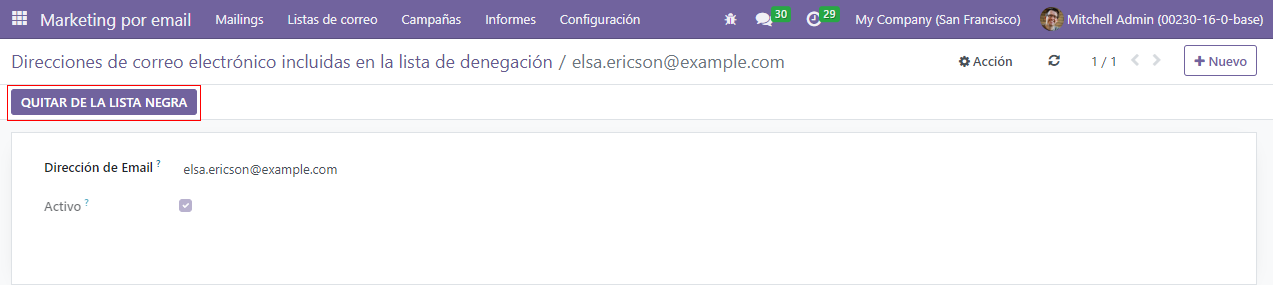 Marketing por email Mailings Listas de correo Campañas Informes Configuración 30 29 My Company (San Francisco) Mitchell Admin (00230-16-0-base)
Direcciones de correo electrónico incluidas en la lista de denegación / elsa.ericson@example.com Acción 1 / 1 Nuevo
QUITAR DE LA LISTA NEGRA
Dirección de Email ? elsa.ericson@example.com
Activo ?